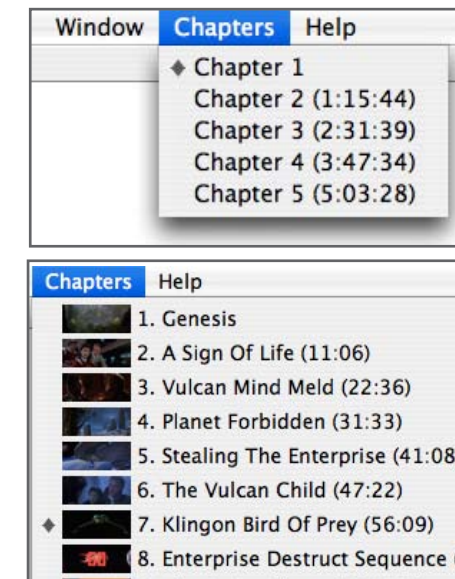 Window Chapters Help
Chapter 1
Chapter 2 (1:15:44)
Chapter 3 (2:31:39)
Chapter 4 (3:47:34)
Chapter 5 (5:03:28)
Chapters Help
1. Genesis
2. A Sign Of Life (11:06)
3. Vulcan Mind Meld (22:36)
4. Planet Forbidden (31:33)
5. Stealing The Enterprise (41:08
6. The Vulcan Child (47:22)
7. Klingon Bird Of Prey (56:09)
8. Enterprise Destruct Sequence (